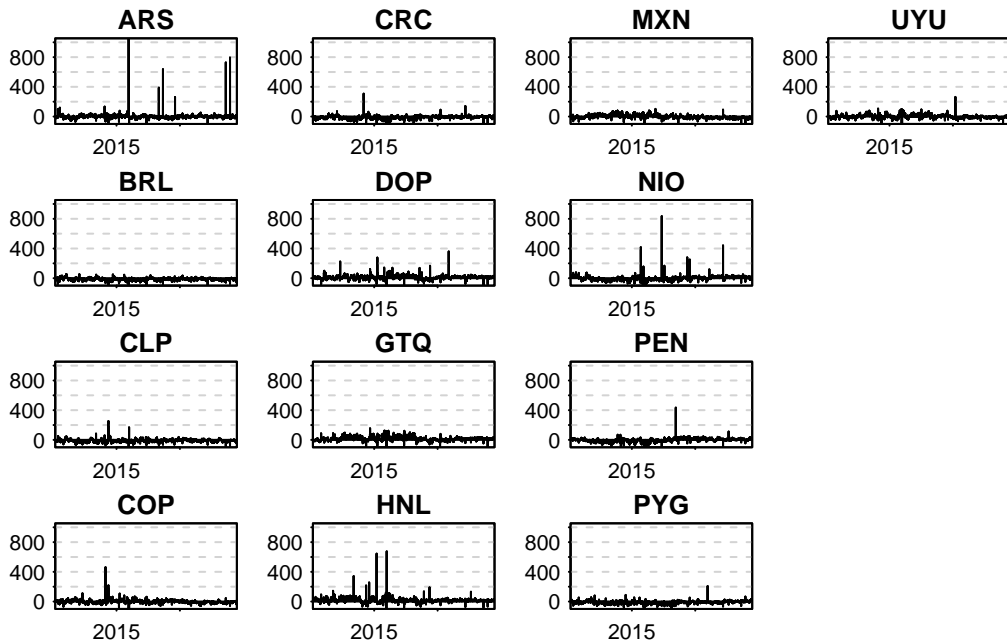 ARS CRC MXN UYU
800 800 800 800
400 400 400 400
0 0 0 0
2015 2015 2015 2015
BRL DOP NIO
800 800 800
400 400 400
0 0 0
2015 2015 2015
CLP GTQ PEN
800 800 800
400 400 400
0 0 0
2015 2015 2015
COP HNL PYG
800 800 800
400 400 400
0 0 0
2015 2015 2015